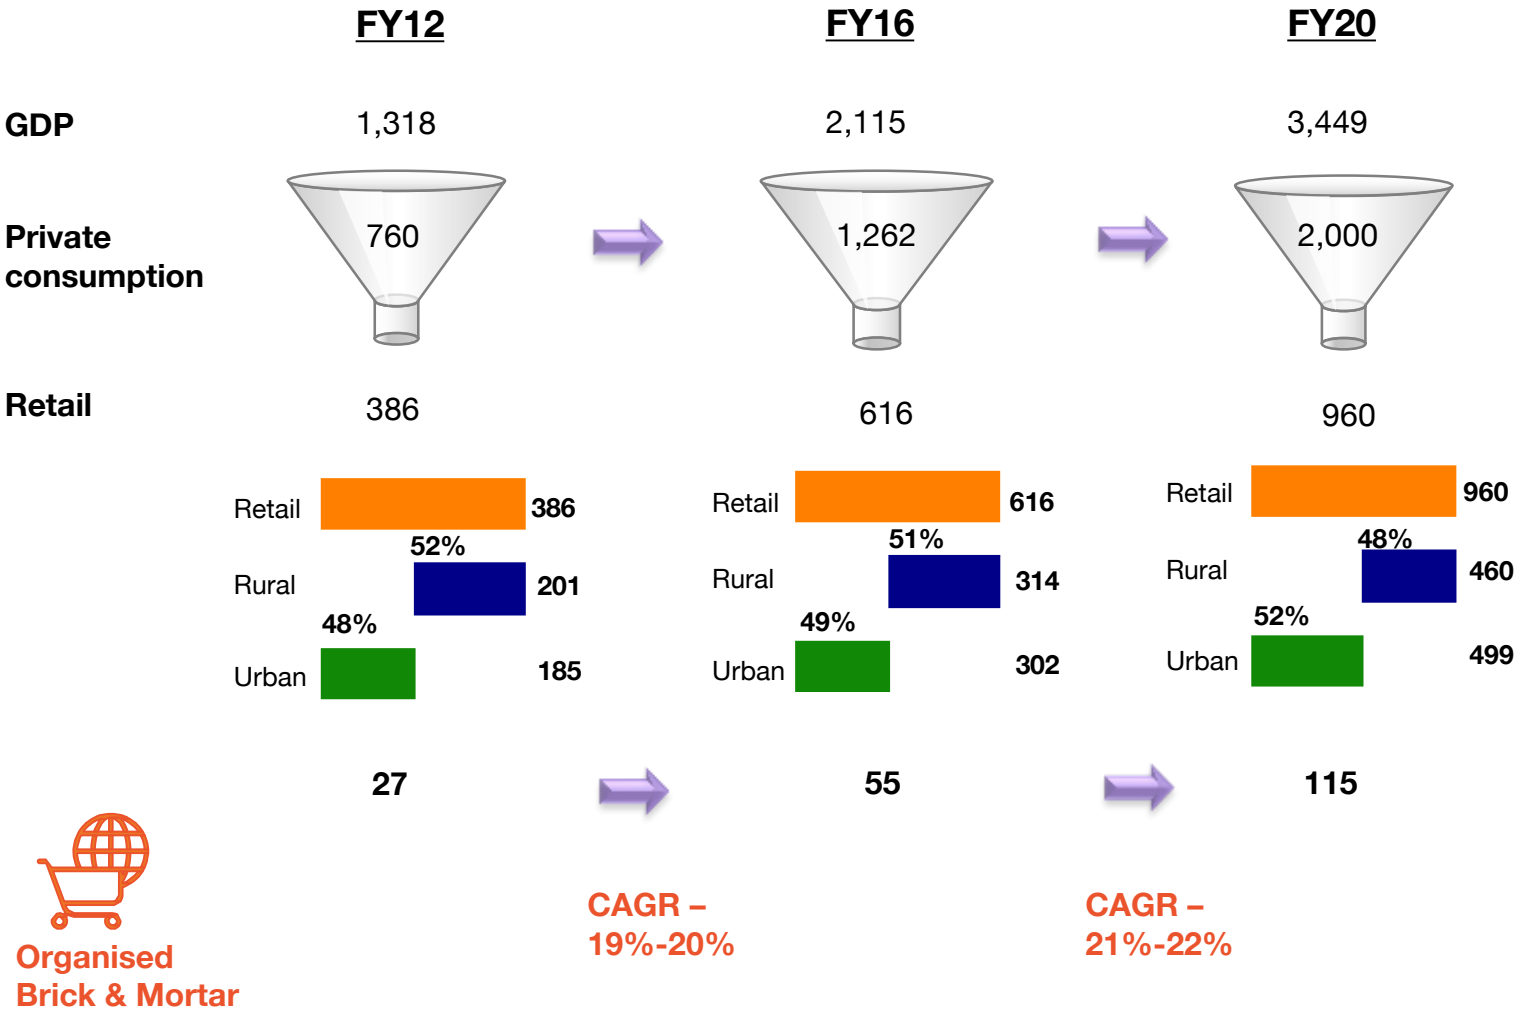 FY12 FY16 FY20
GDP 1,318 2,115 3,449
Private
consumption
760 1,262 2,000
Retail 386 616 960
Retail 386
52%
Rural 201
48%
Urban 185
Retail 616
51%
Rural 314
49%
Urban 302
Retail 960
48%
Rural 460
52%
Urban 499
27 55 115
Organised
Brick & Mortar
CAGR –
19%-20%
CAGR –
21%-22%